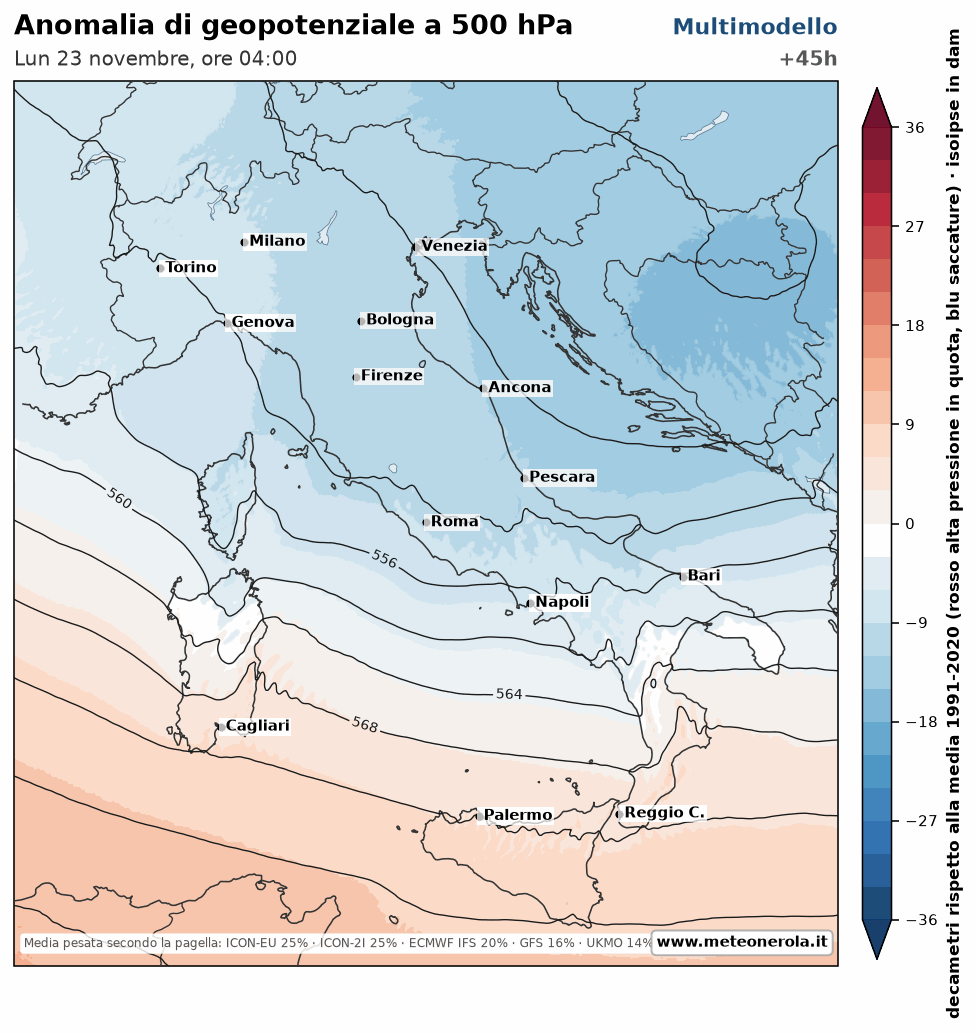 Anomalia di geopotenziale a 500 hPa
Multimodello
Lun 23 novembre, ore 04:00
+45h
Milano
Venezia
Torino
Genova
Bologna
Firenze
Ancona
Pescara
560
Roma
556
Bari
Napoli
564
568
Cagliari
Palermo
Reggio C.
Media pesata secondo la pagella: ICON-EU 25% · ICON-2I 25% · ECMWF IFS 20% · GFS 16% · UKMO 14%
www.meteonerola.it
36
27
18
9
0
−9
−18
−27
−36
decametri rispetto alla media 1991-2020 (rosso alta pressione in quota, blu saccature) · isoipse in dam